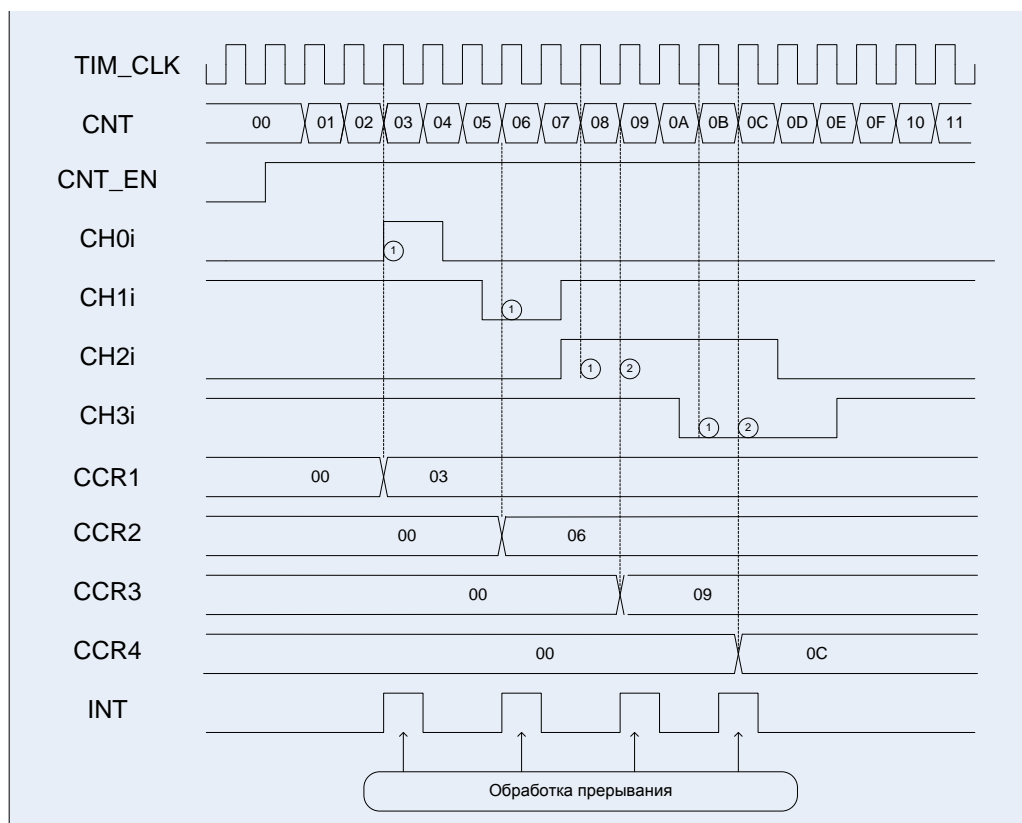 TIM_CLK
CNT 00 01 02 03 04 05 06 07 08 09 0A 0B 0C 0D 0E 0F 10 11
CNT_EN
CH0i 1
CH1i 1
CH2i 1 2
CH3i 1 2
CCR1 00 03
CCR2 00 06
CCR3 00 09
CCR4 00 0C
INT
Обработка прерывания